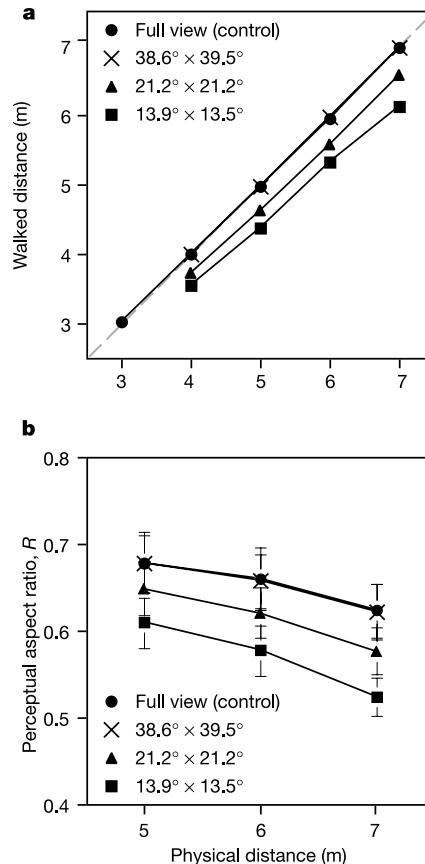 a
Full view (control)
38.6° × 39.5°
21.2° × 21.2°
13.9° × 13.5°
7
6
5
4
3
Walked distance (m)
3 4 5 6 7
b
0.8
0.7
0.6
0.5
0.4
Perceptual aspect ratio, R
Full view (control)
38.6° × 39.5°
21.2° × 21.2°
13.9° × 13.5°
5 6 7
Physical distance (m)